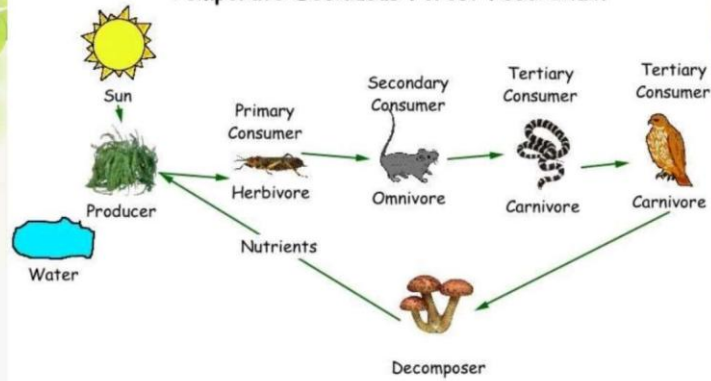 Sun
Primary
Consumer
Secondary
Consumer
Tertiary
Consumer
Tertiary
Consumer
Producer
Herbivore
Omnivore
Carnivore
Carnivore
Nutrients
Water
Decomposer